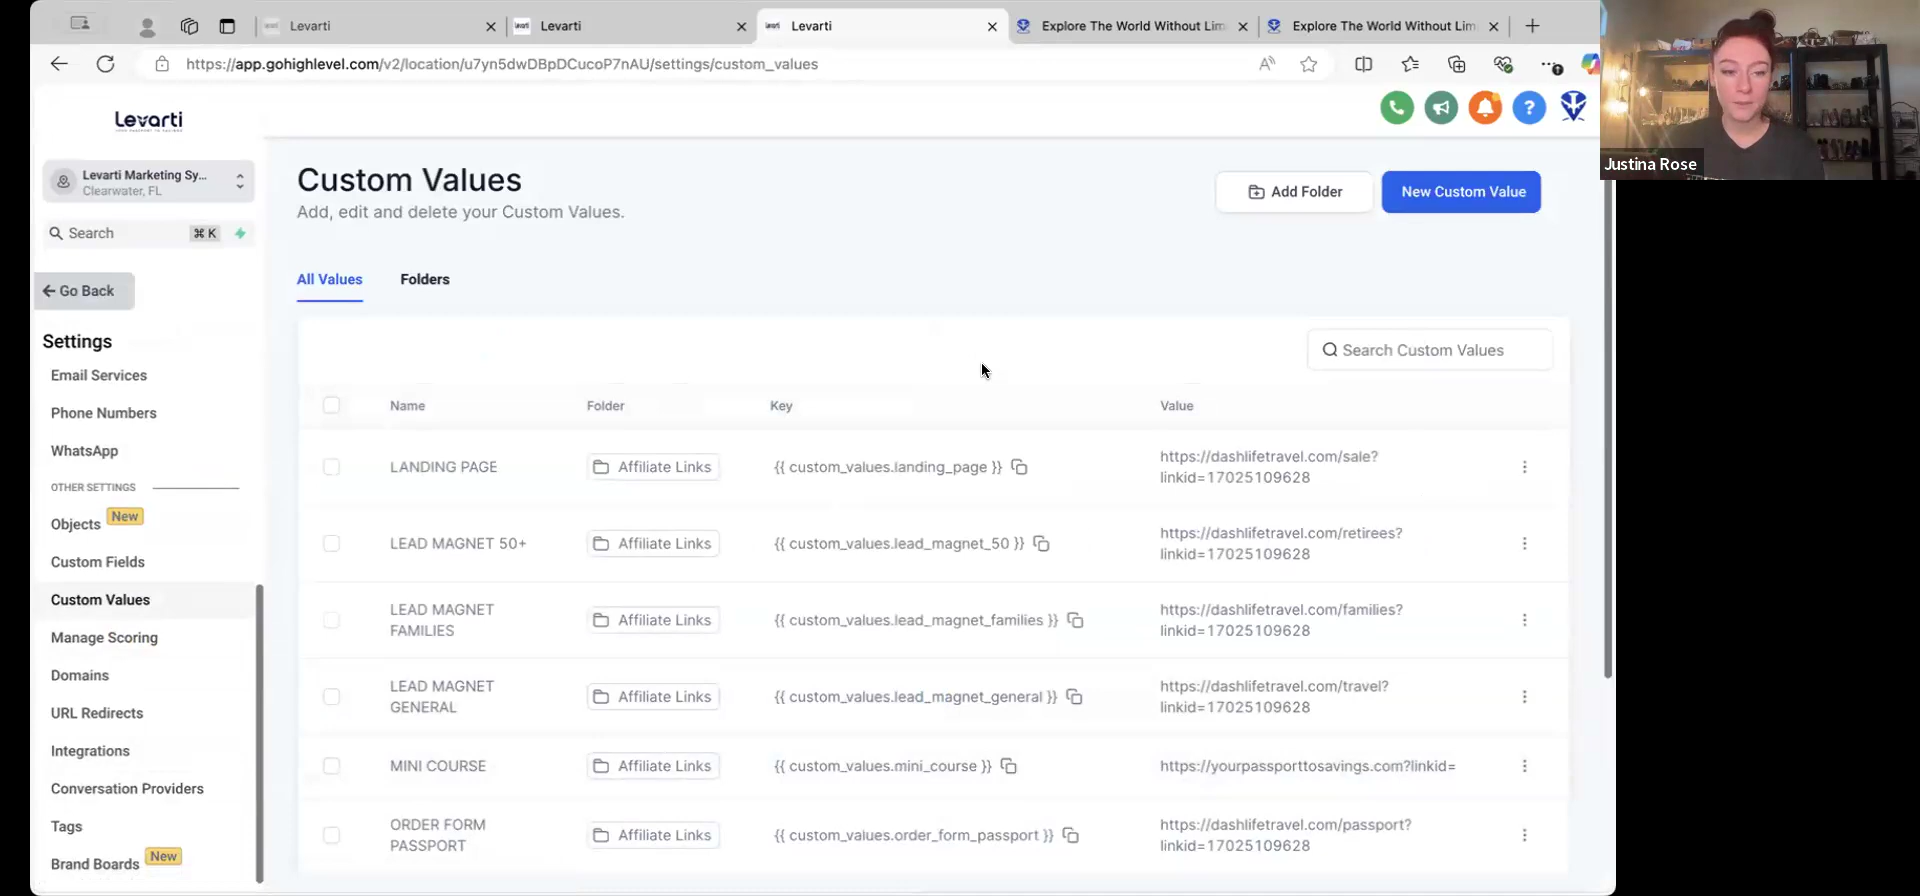 Levarti
Levarti
Levarti
Explore The World Without Lim
Explore The World Without Lim
https://app.gohighlevel.com/v2/location/u7yn5dwDBpDCucoP7nAU/settings/custom_values
Justina Rose
Levarti
Levarti Marketing Sy...
Clearwater, FL
Search ⌘ K
Go Back
Settings
Email Services
Phone Numbers
WhatsApp
OTHER SETTINGS
Objects New
Custom Fields
Custom Values
Manage Scoring
Domains
URL Redirects
Integrations
Conversation Providers
Tags
Brand Boards New
Custom Values
Add, edit and delete your Custom Values.
Add Folder
New Custom Value
All Values Folders
Search Custom Values
Name Folder Key Value
LANDING PAGE Affiliate Links {{ custom_values.landing_page }} https://dashlifetravel.com/sale?
linkid=17025109628
LEAD MAGNET 50+ Affiliate Links {{ custom_values.lead_magnet_50 }} https://dashlifetravel.com/retirees?
linkid=17025109628
LEAD MAGNET
FAMILIES Affiliate Links {{ custom_values.lead_magnet_families }} https://dashlifetravel.com/families?
linkid=17025109628
LEAD MAGNET
GENERAL Affiliate Links {{ custom_values.lead_magnet_general }} https://dashlifetravel.com/travel?
linkid=17025109628
MINI COURSE Affiliate Links {{ custom_values.mini_course }} https://yourpassporttosavings.com?linkid=
ORDER FORM
PASSPORT Affiliate Links {{ custom_values.order_form_passport }} https://dashlifetravel.com/passport?
linkid=17025109628